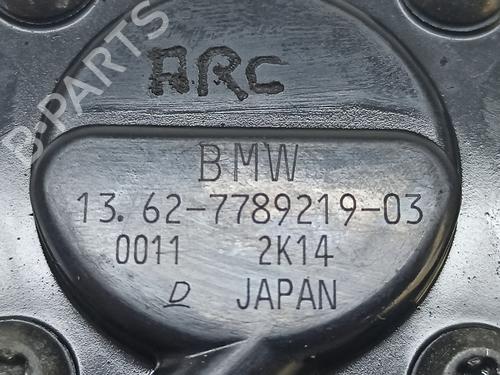 ARC
B-PARTS
BMW
13.62-7789219-03
0011 2K14
D JAPAN